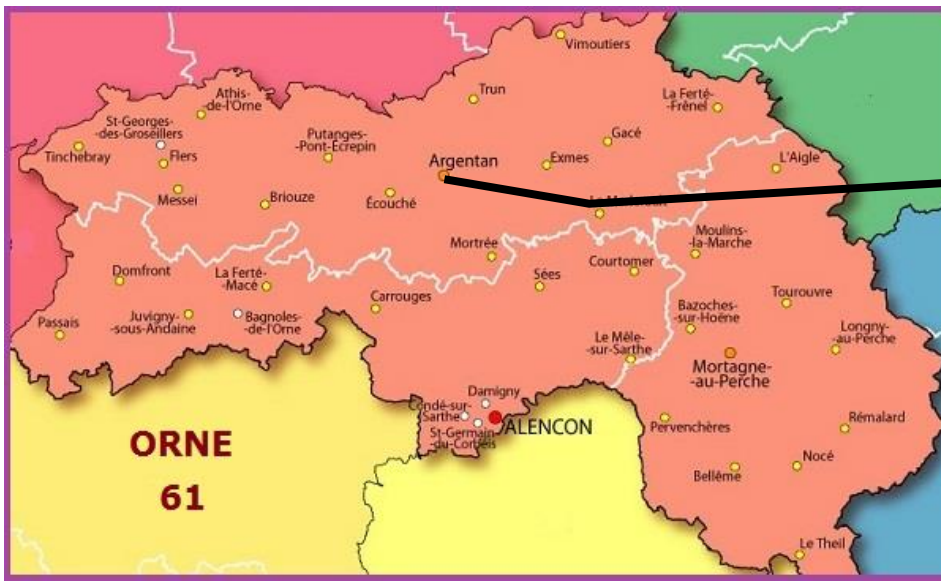 Vimoutiers
Trun
Athis-
-de-l'Orne
La Ferté-
-Frênel
St-Georges-
-des-Groseillers
Putanges-
-Pont-Écrepin
Gacé
Tinchebray
Flers
Argentan
Exmes
L'Aigle
Messei
Briouze
Écouché
Moulins-
-la-Marche
Mortrée
Courtomer
Domfront
La Ferté-
-Macé
Sées
Carrouges
Tourouvre
Passais
Juvigny-
-sous-Andaine
Bagnoles-
-de-l'Orne
Bazoches-
-sur-Hoëne
Longny-
-au-Perche
Le Mêle-
-sur-Sarthe
Mortagne-
-au-Perche
Damigny
Condé-sur-
Sarthe
ALENCON
St-Germain
-du-Corbéis
Pervenchères
Rémalard
Bellême
Nocé
Le Theil
ORNE
61